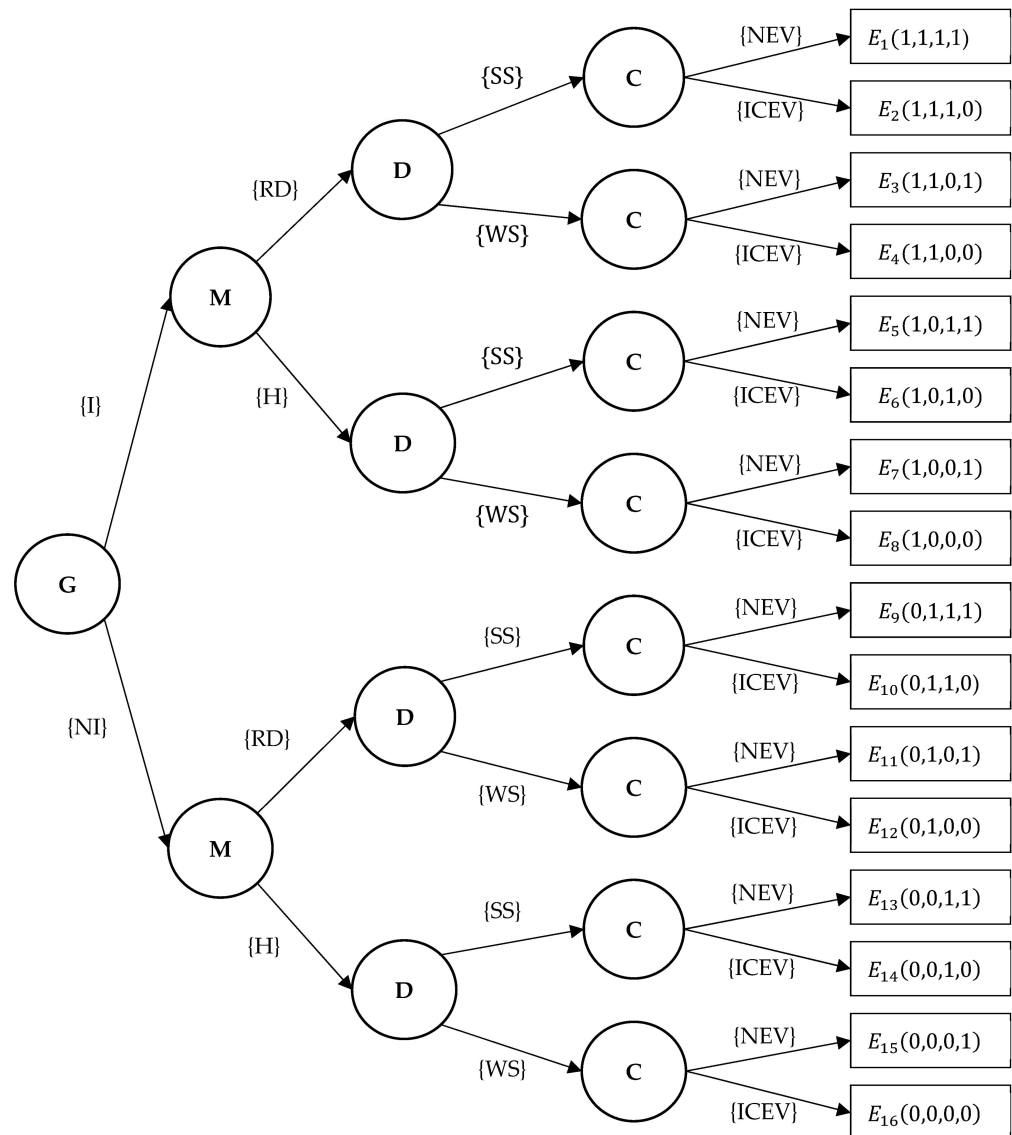 {NEV}
E₁(1,1,1,1)
{SS}
C
{ICEV}
E₂(1,1,1,0)
D
{RD}
{NEV}
E₃(1,1,0,1)
{WS}
C
{ICEV}
E₄(1,1,0,0)
M
{NEV}
E₅(1,0,1,1)
{SS}
C
{I}
{H}
{ICEV}
E₆(1,0,1,0)
D
{NEV}
E₇(1,0,0,1)
{WS}
C
{ICEV}
E₈(1,0,0,0)
G
{NEV}
E₉(0,1,1,1)
{SS}
C
{ICEV}
E₁₀(0,1,1,0)
{NI}
{RD}
D
{NEV}
E₁₁(0,1,0,1)
{WS}
C
{ICEV}
E₁₂(0,1,0,0)
M
{NEV}
E₁₃(0,0,1,1)
{SS}
C
{H}
{ICEV}
E₁₄(0,0,1,0)
D
{NEV}
E₁₅(0,0,0,1)
{WS}
C
{ICEV}
E₁₆(0,0,0,0)